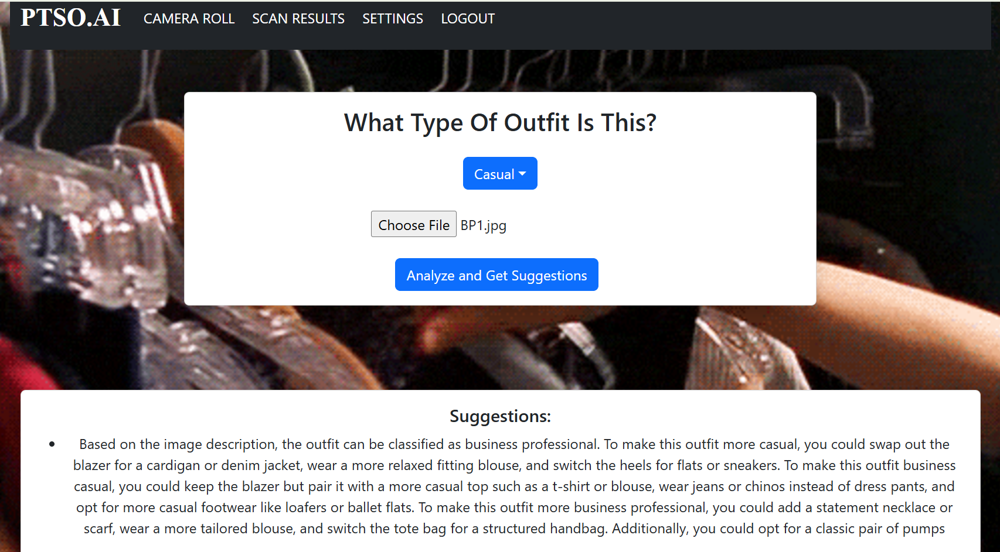 PTSO.AI CAMERA ROLL SCAN RESULTS SETTINGS LOGOUT
What Type Of Outfit Is This?
Casual
Choose File BP1.jpg
Analyze and Get Suggestions
Suggestions:
Based on the image description, the outfit can be classified as business professional. To make this outfit more casual, you could swap out the
blazer for a cardigan or denim jacket, wear a more relaxed fitting blouse, and switch the heels for flats or sneakers. To make this outfit business
casual, you could keep the blazer but pair it with a more casual top such as a t-shirt or blouse, wear jeans or chinos instead of dress pants, and
opt for more casual footwear like loafers or ballet flats. To make this outfit more business professional, you could add a statement necklace or
scarf, wear a more tailored blouse, and switch the tote bag for a structured handbag. Additionally, you could opt for a classic pair of pumps